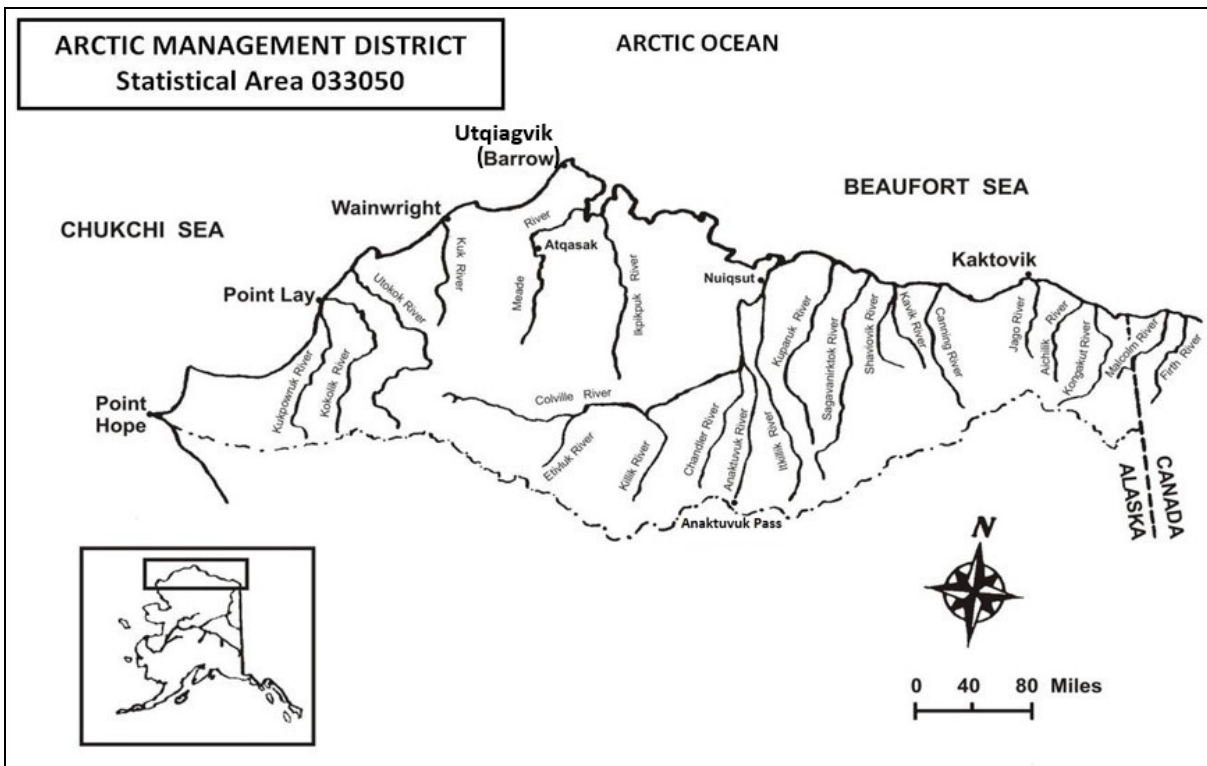 ARCTIC MANAGEMENT DISTRICT
Statistical Area 033050
ARCTIC OCEAN
Utqiagvik
(Barrow)
BEAUFORT SEA
Wainwright
CHUKCHI SEA
River
Atqasak
Kaktovik
Kuk River
Meade
Ikpikpuk River
Nuiqsut
Point Lay
Utokok River
Kuparuk River
Sagavanirktok River
Shaviovik River
Kavik River
Canning River
Jago River
Aichilik River
Kongakut River
Malcolm River
Firth River
Kukpowruk River
Kokolik River
Point
Hope
Colville River
Etivluk River
Killik River
Chandler River
Anaktuvuk River
Itkillik River
Anaktuvuk Pass
ALASKA
CANADA
N
0 40 80 Miles